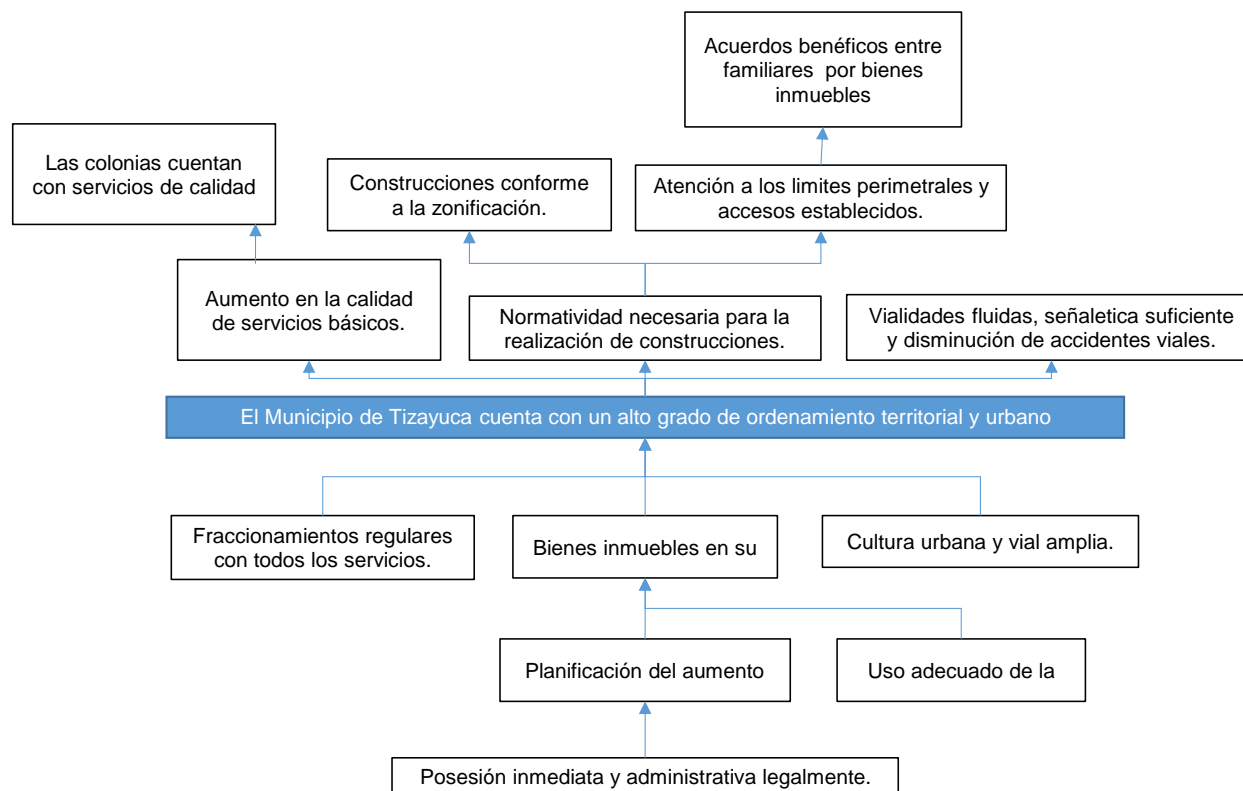 Acuerdos benéficos entre
familiares por bienes
inmuebles
Las colonias cuentan
con servicios de calidad
Construcciones conforme
a la zonificación.
Atención a los limites perimetrales y
accesos establecidos.
Aumento en la calidad
de servicios básicos.
Normatividad necesaria para la
realización de construcciones.
Vialidades fluidas, señaletica suficiente
y disminución de accidentes viales.
El Municipio de Tizayuca cuenta con un alto grado de ordenamiento territorial y urbano
Fraccionamientos regulares
con todos los servicios.
Bienes inmuebles en su
Cultura urbana y vial amplia.
Planificación del aumento
Uso adecuado de la
Posesión inmediata y administrativa legalmente.